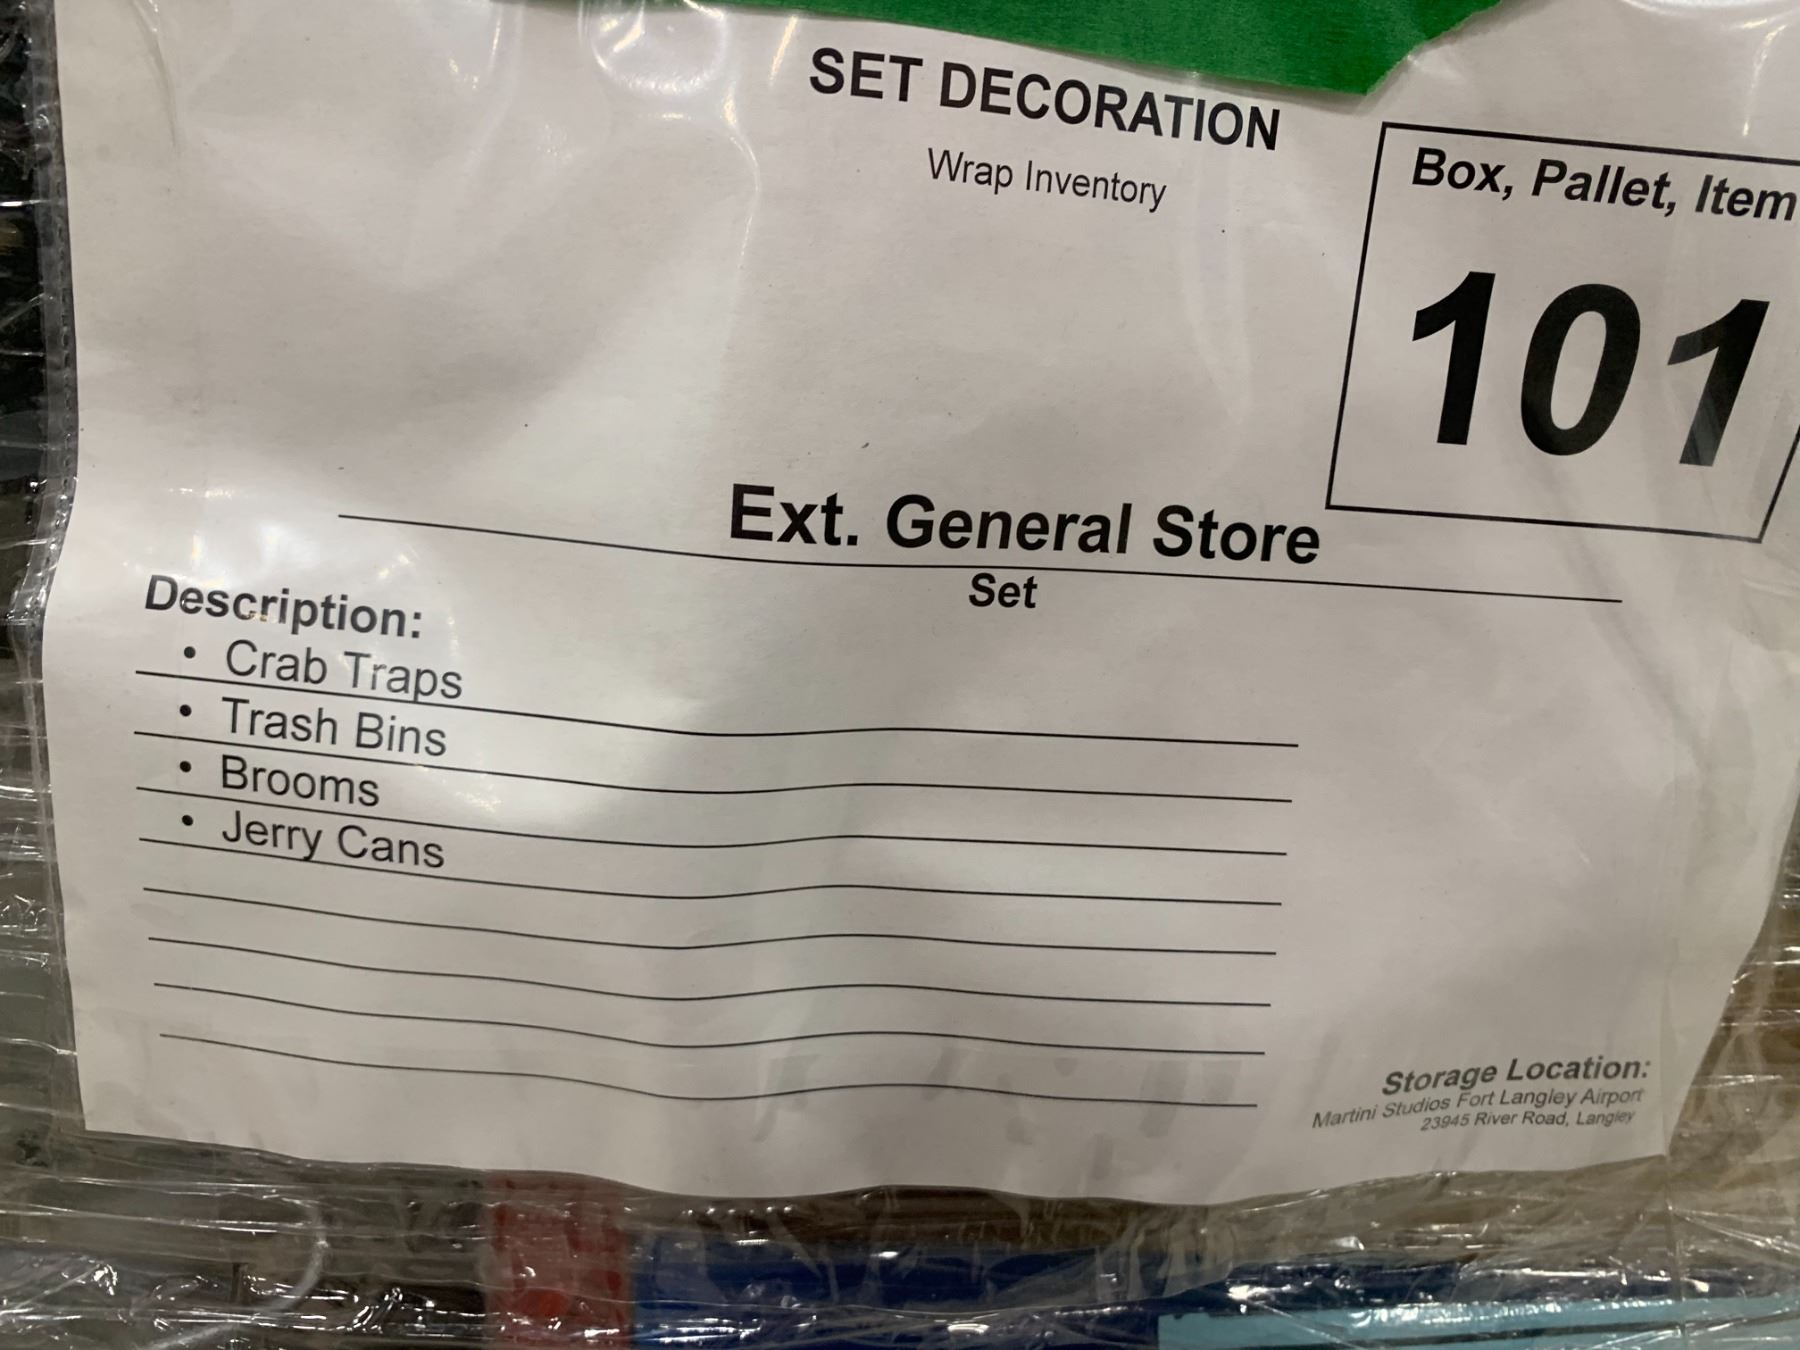 SET DECORATION
Wrap Inventory
Box, Pallet, Item
101
Ext. General Store
Set
Description:
• Crab Traps
• Trash Bins
• Brooms
• Jerry Cans
Storage Location:
Martini Studios Fort Langley Airport
23945 River Road, Langley